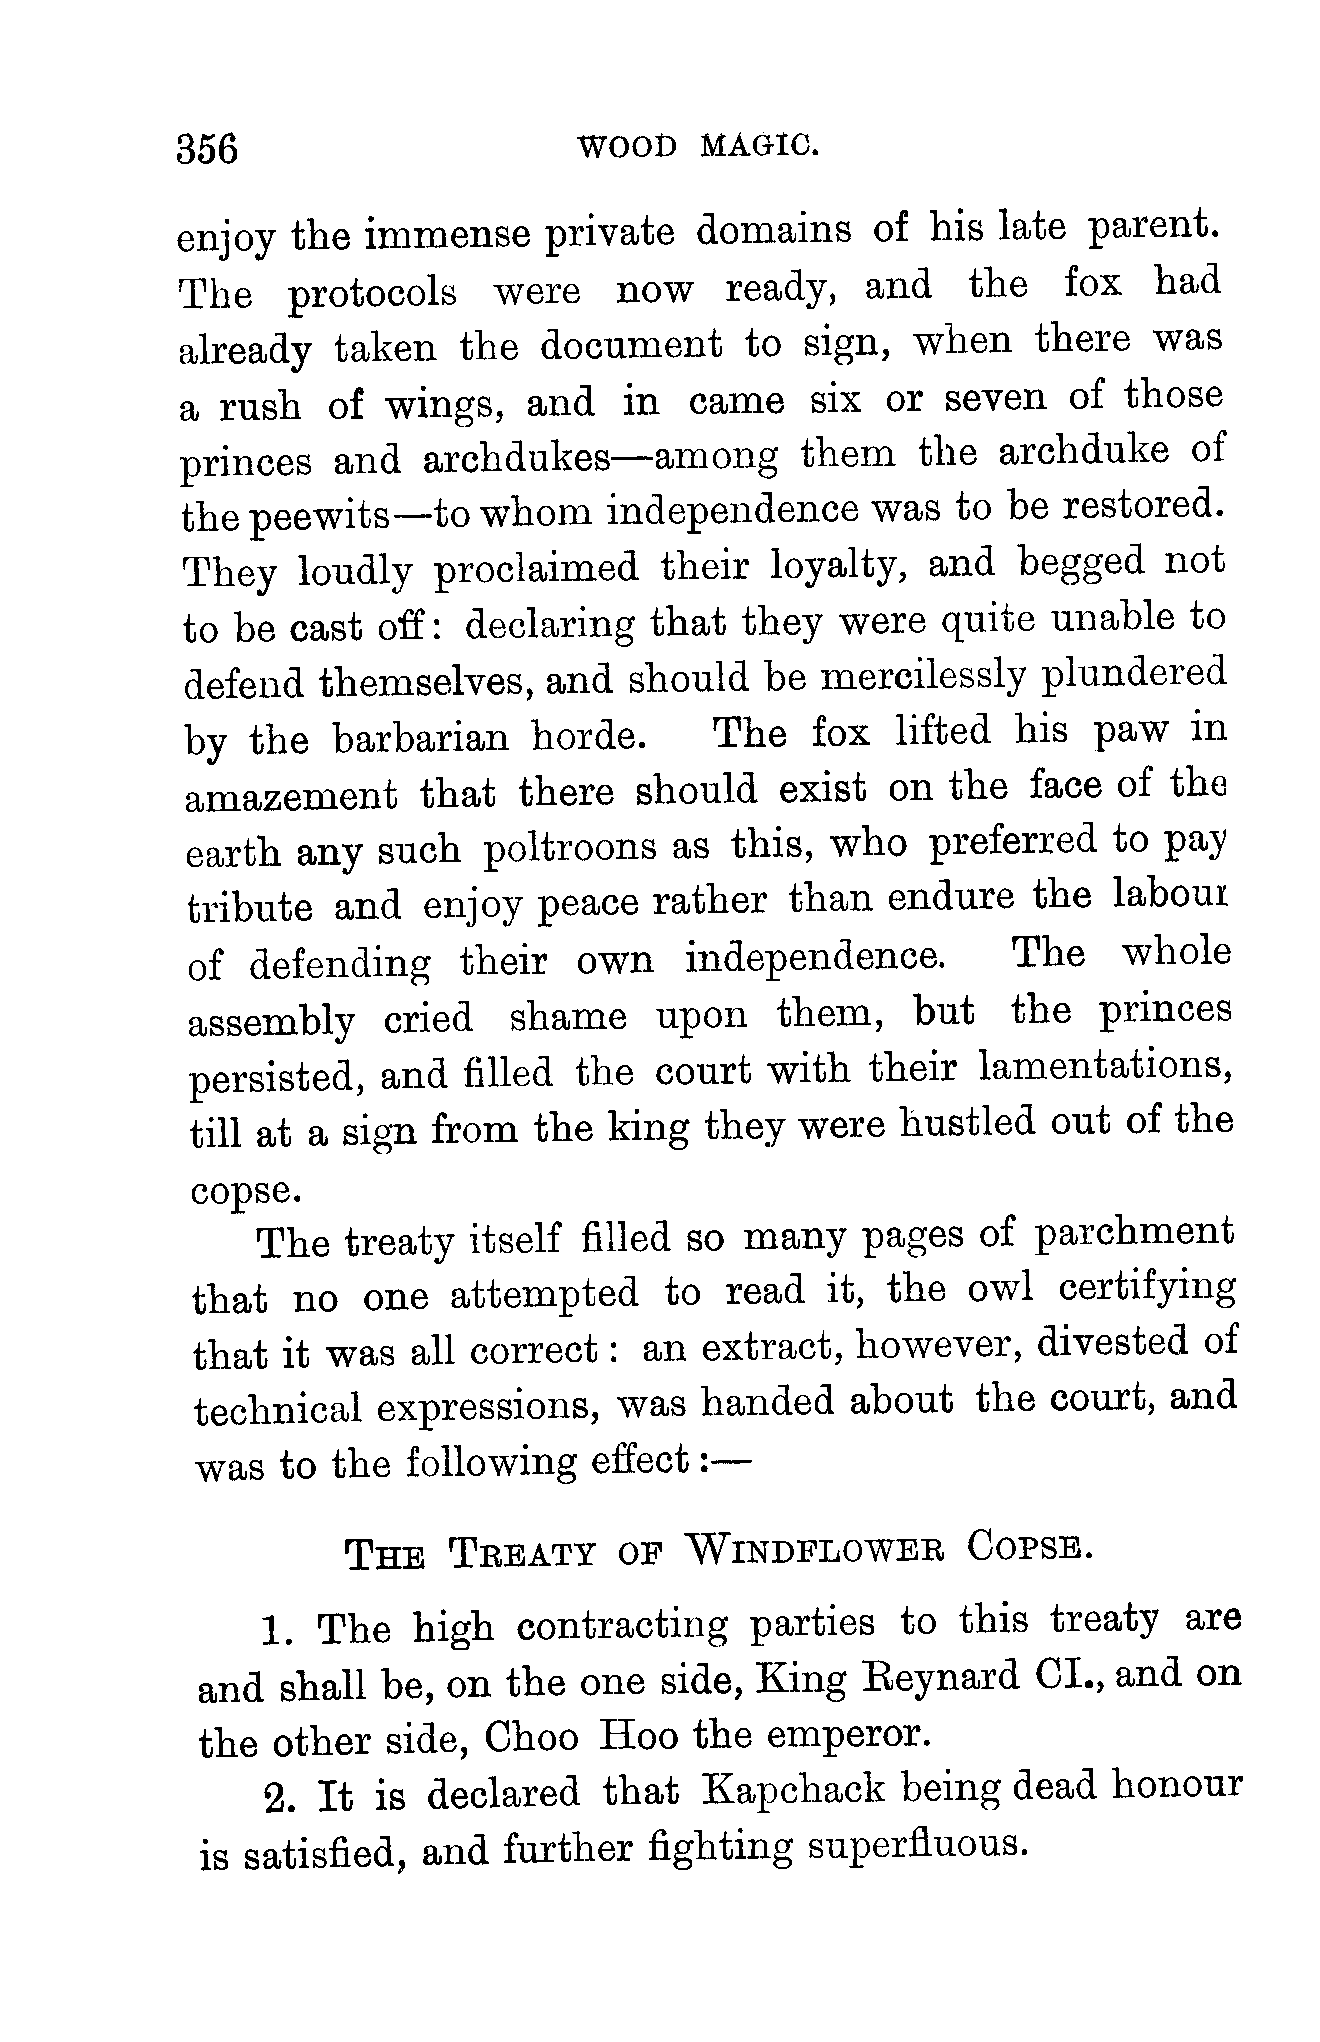 356 WOOD MAGIC.
enjoy the immense private domains of his late parent.
The protocols were now ready, and the fox had
already taken the document to sign, when there was
a rush of wings, and in came six or seven of those
princes and archdukes—among them the archduke of
the peewits—to whom independence was to be restored.
They loudly proclaimed their loyalty, and begged not
to be cast off: declaring that they were quite unable to
defend themselves, and should be mercilessly plundered
by the barbarian horde. The fox lifted his paw in
amazement that there should exist on the face of the
earth any such poltroons as this, who preferred to pay
tribute and enjoy peace rather than endure the labour
of defending their own independence. The whole
assembly cried shame upon them, but the princes
persisted, and filled the court with their lamentations,
till at a sign from the king they were hustled out of the
copse.
The treaty itself filled so many pages of parchment
that no one attempted to read it, the owl certifying
that it was all correct : an extract, however, divested of
technical expressions, was handed about the court, and
was to the following effect :—
THE TREATY OF WINDFLOWER COPSE.
1. The high contracting parties to this treaty are
and shall be, on the one side, King Reynard CI., and on
the other side, Choo Hoo the emperor.
2. It is declared that Kapchack being dead honour
is satisfied, and further fighting superfluous.